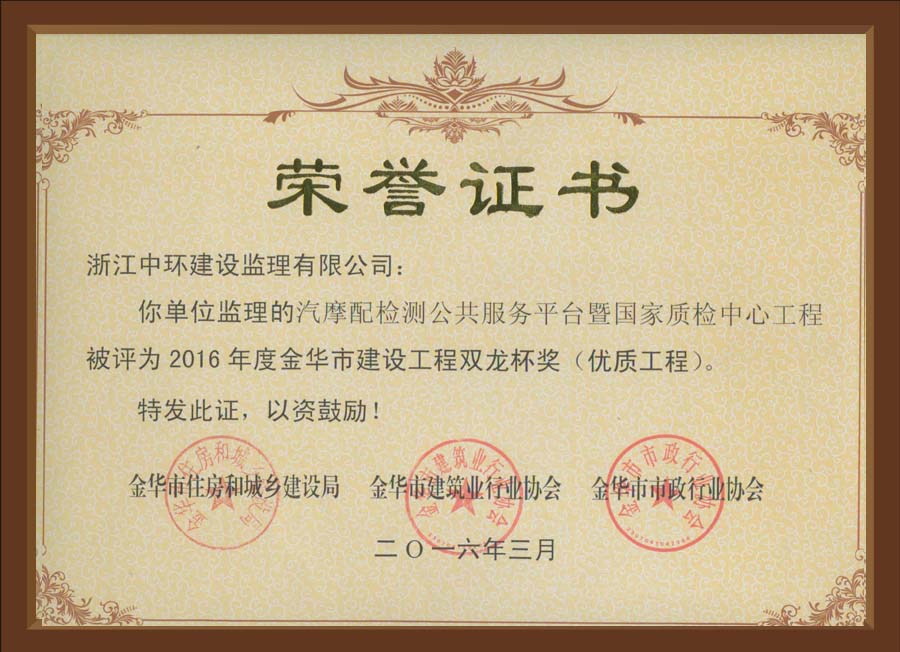 荣誉证书
浙江中环建设监理有限公司：
你单位监理的汽摩配检测公共服务平台暨国家质检中心工程
被评为 2016 年度金华市建设工程双龙杯奖（优质工程）。
特发此证，以资鼓励！
金华市住房和城乡建设局 金华市建筑业行业协会 金华市市政行业协会
二〇一六年三月